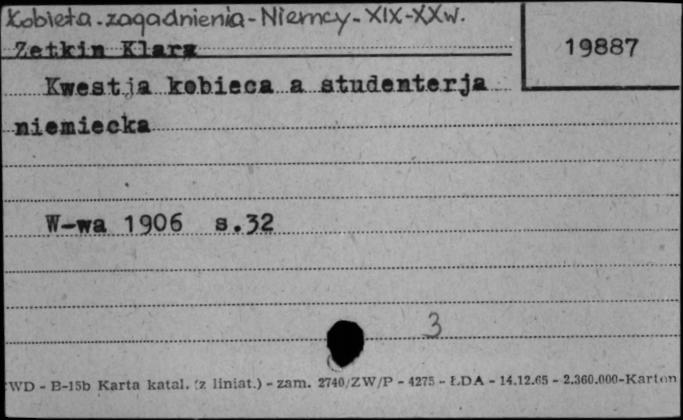 Kobieta - zagadnienia - Niemcy - XIX-XXw.
Zetkin Klara
19887
Kwestja kobieca a studenterja
niemiecka
W-wa 1906 s.32
3
WD - B-15b Karta katal. (z liniat.) - zam. 2740/ZW/P - 4275 - ŁDA - 14.12.65 - 2.360.000-Karton